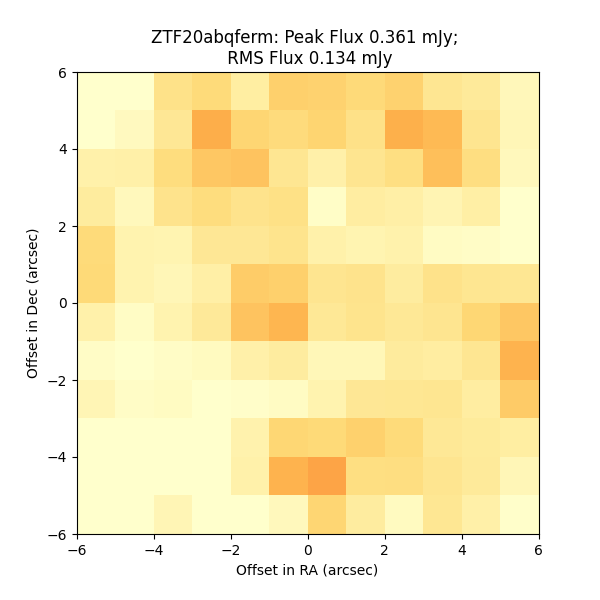 ZTF20abqferm: Peak Flux 0.361 mJy;
RMS Flux 0.134 mJy
6
4
2
0
−2
−4
−6
Offset in Dec (arcsec)
−6 −4 −2 0 2 4 6
Offset in RA (arcsec)